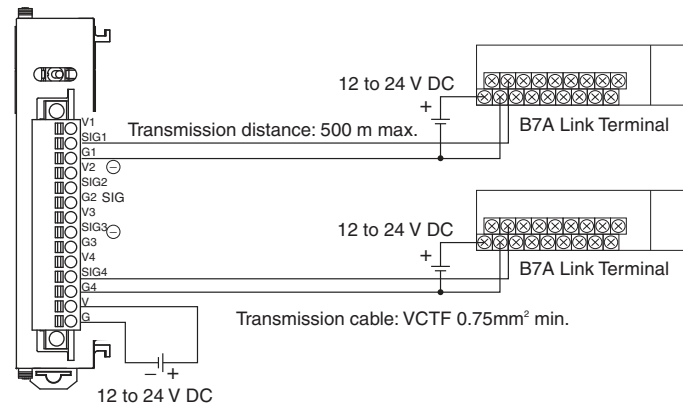 12 to 24 V DC
+
B7A Link Terminal
Transmission distance: 500 m max.
V1
SIG1
G1
V2 ⊖
SIG2
G2 SIG
V3
SIG3 ⊖
G3
V4
SIG4
G4
V
G
12 to 24 V DC
+
B7A Link Terminal
Transmission cable: VCTF 0.75mm² min.
− +
12 to 24 V DC